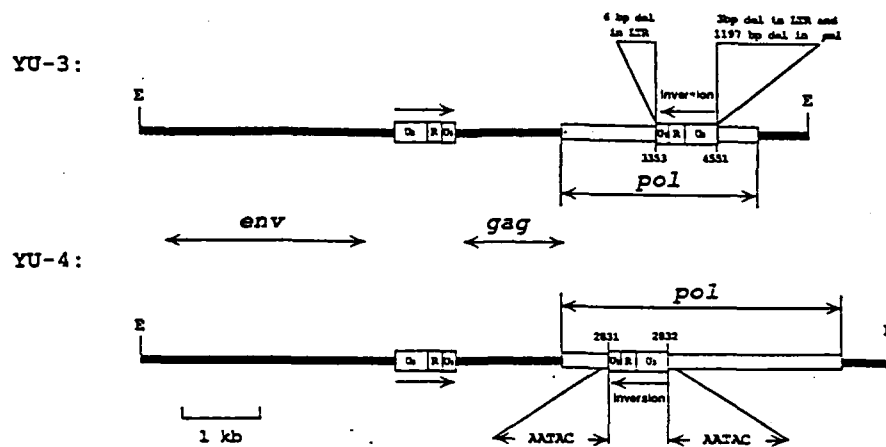 6 bp del
in LTR
3bp del in LTR and
1197 bp del in pol
YU-3:
Inversion
E E
U₃ R U₅ U₅ R U₃
3353 4551
pol
env gag
YU-4:
pol
E
2831 2832
U₃ R U₅ U₅ R U₃
Inversion
1 kb AATAC AATAC